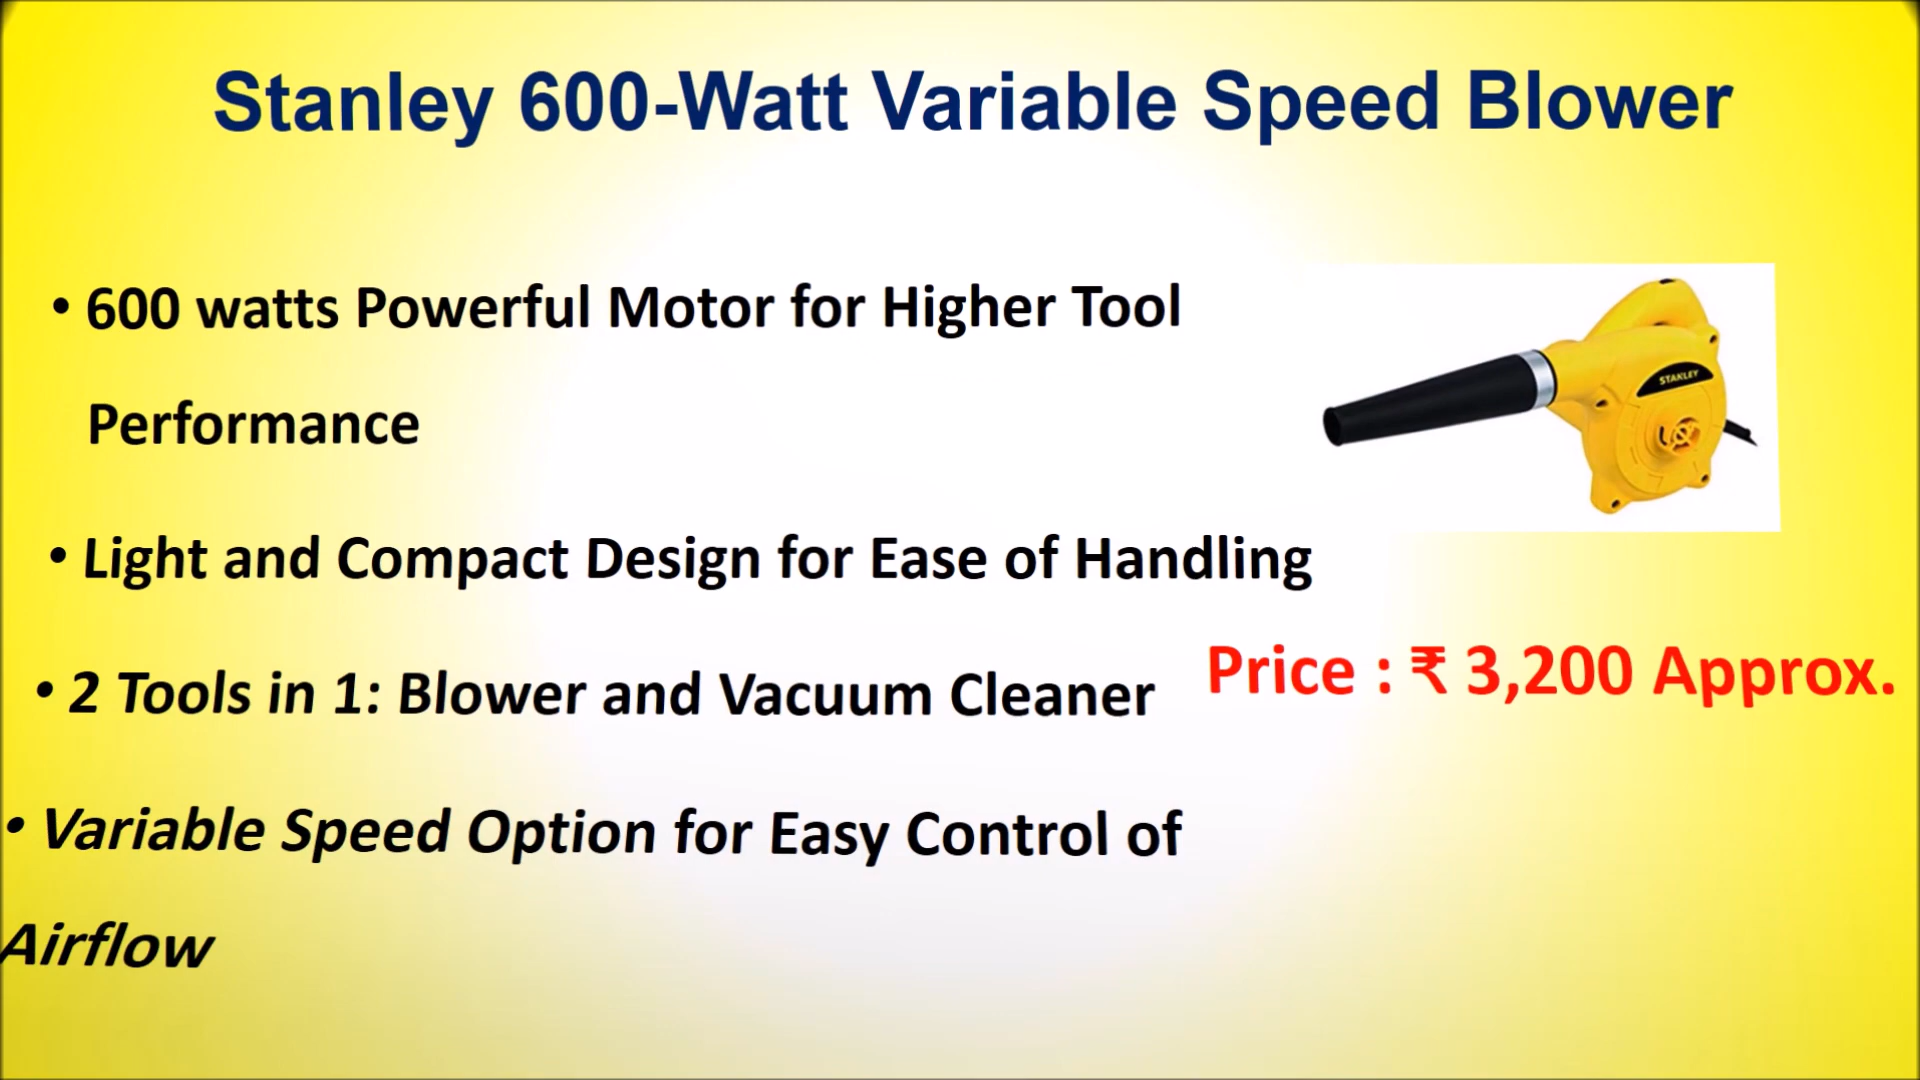 Stanley 600-Watt Variable Speed Blower
• 600 watts Powerful Motor for Higher Tool
Performance
STANLEY
• Light and Compact Design for Ease of Handling
• 2 Tools in 1: Blower and Vacuum Cleaner
Price : ₹ 3,200 Approx.
• Variable Speed Option for Easy Control of
Airflow